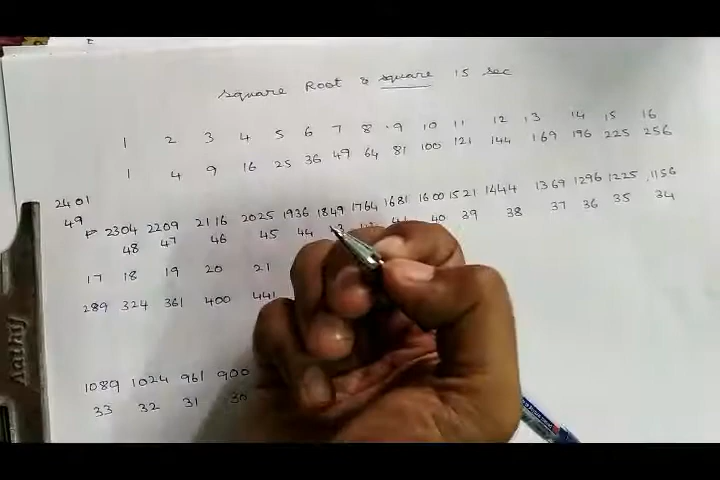 Square Root & square 15 sec
1 2 3 4 5 6 7 8 9 10 11 12 13 14 15 16
1 4 9 16 25 36 49 64 81 100 121 144 169 196 225 256
2401
49
2304 2209 2116 2025 1936 1849 1764 1681 1600 1521 1444 1369 1296 1225 1156
48 47 46 45 44 40 39 38 37 36 35 34
17 18 19 20 21
289 324 361 400 441
1089 1024 961 900
33 32 31 30